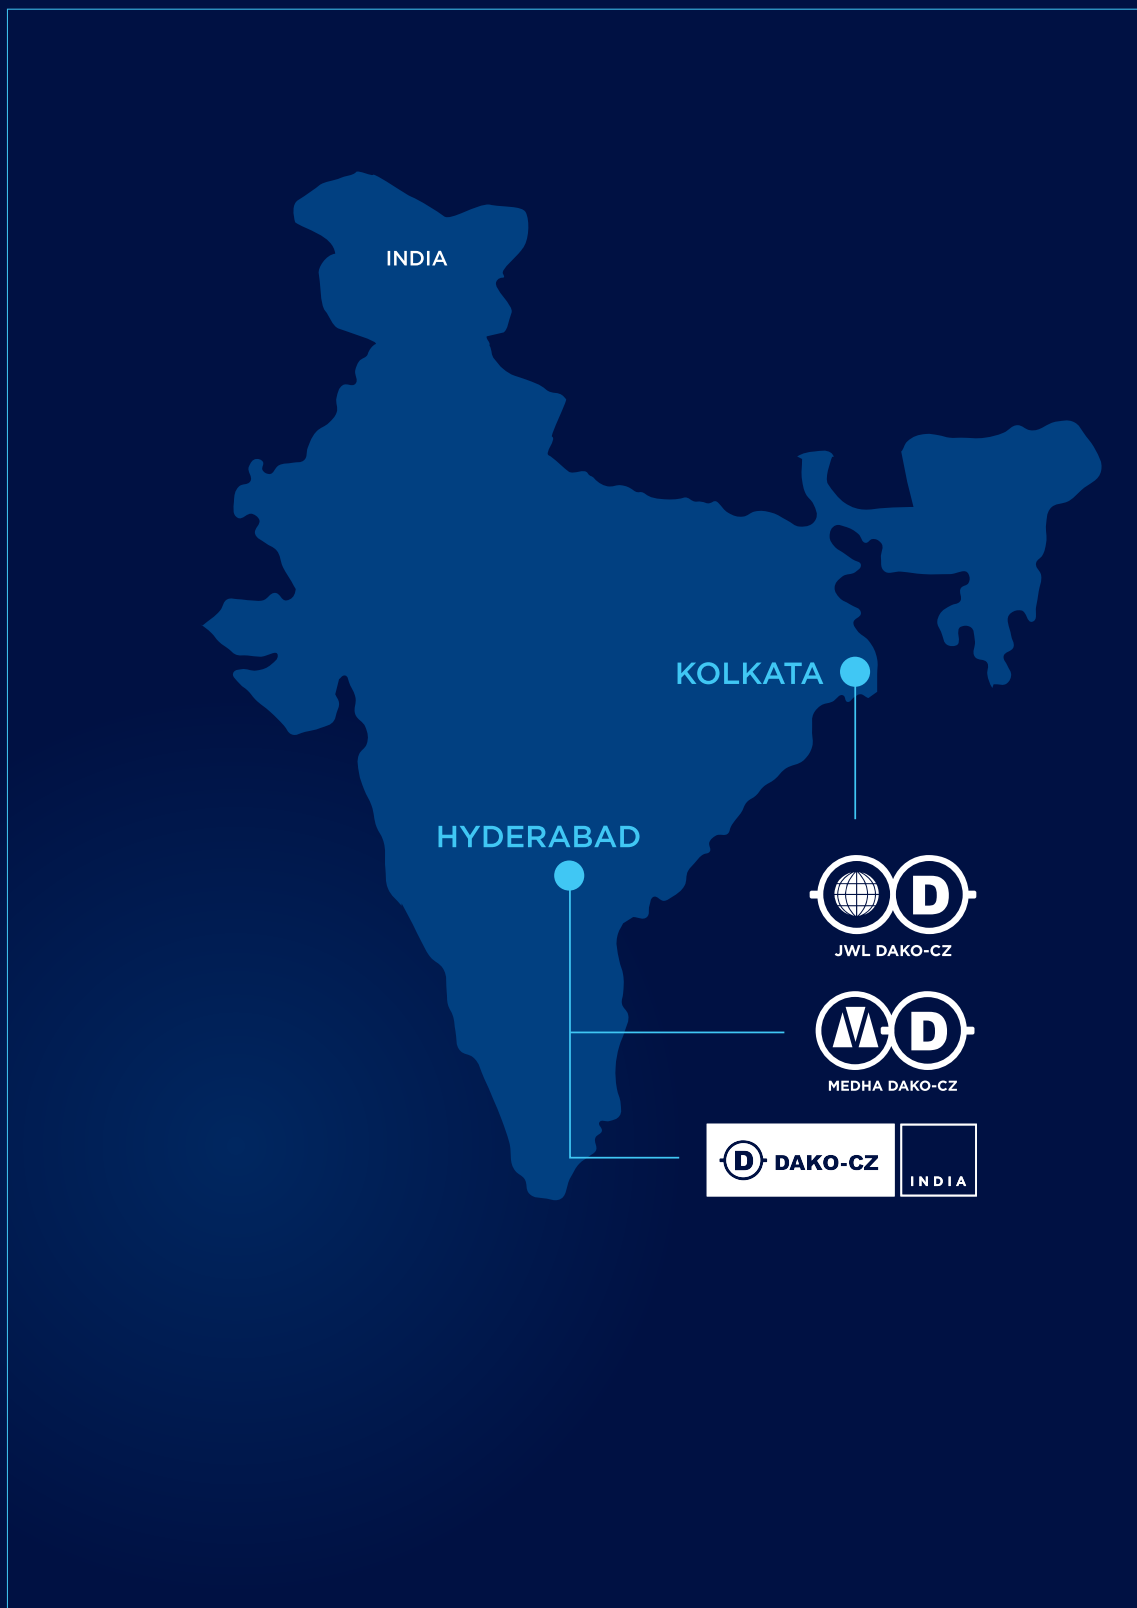 INDIA
KOLKATA
HYDERABAD
D
JWL DAKO-CZ
M D
MEDHA DAKO-CZ
D DAKO-CZ
INDIA